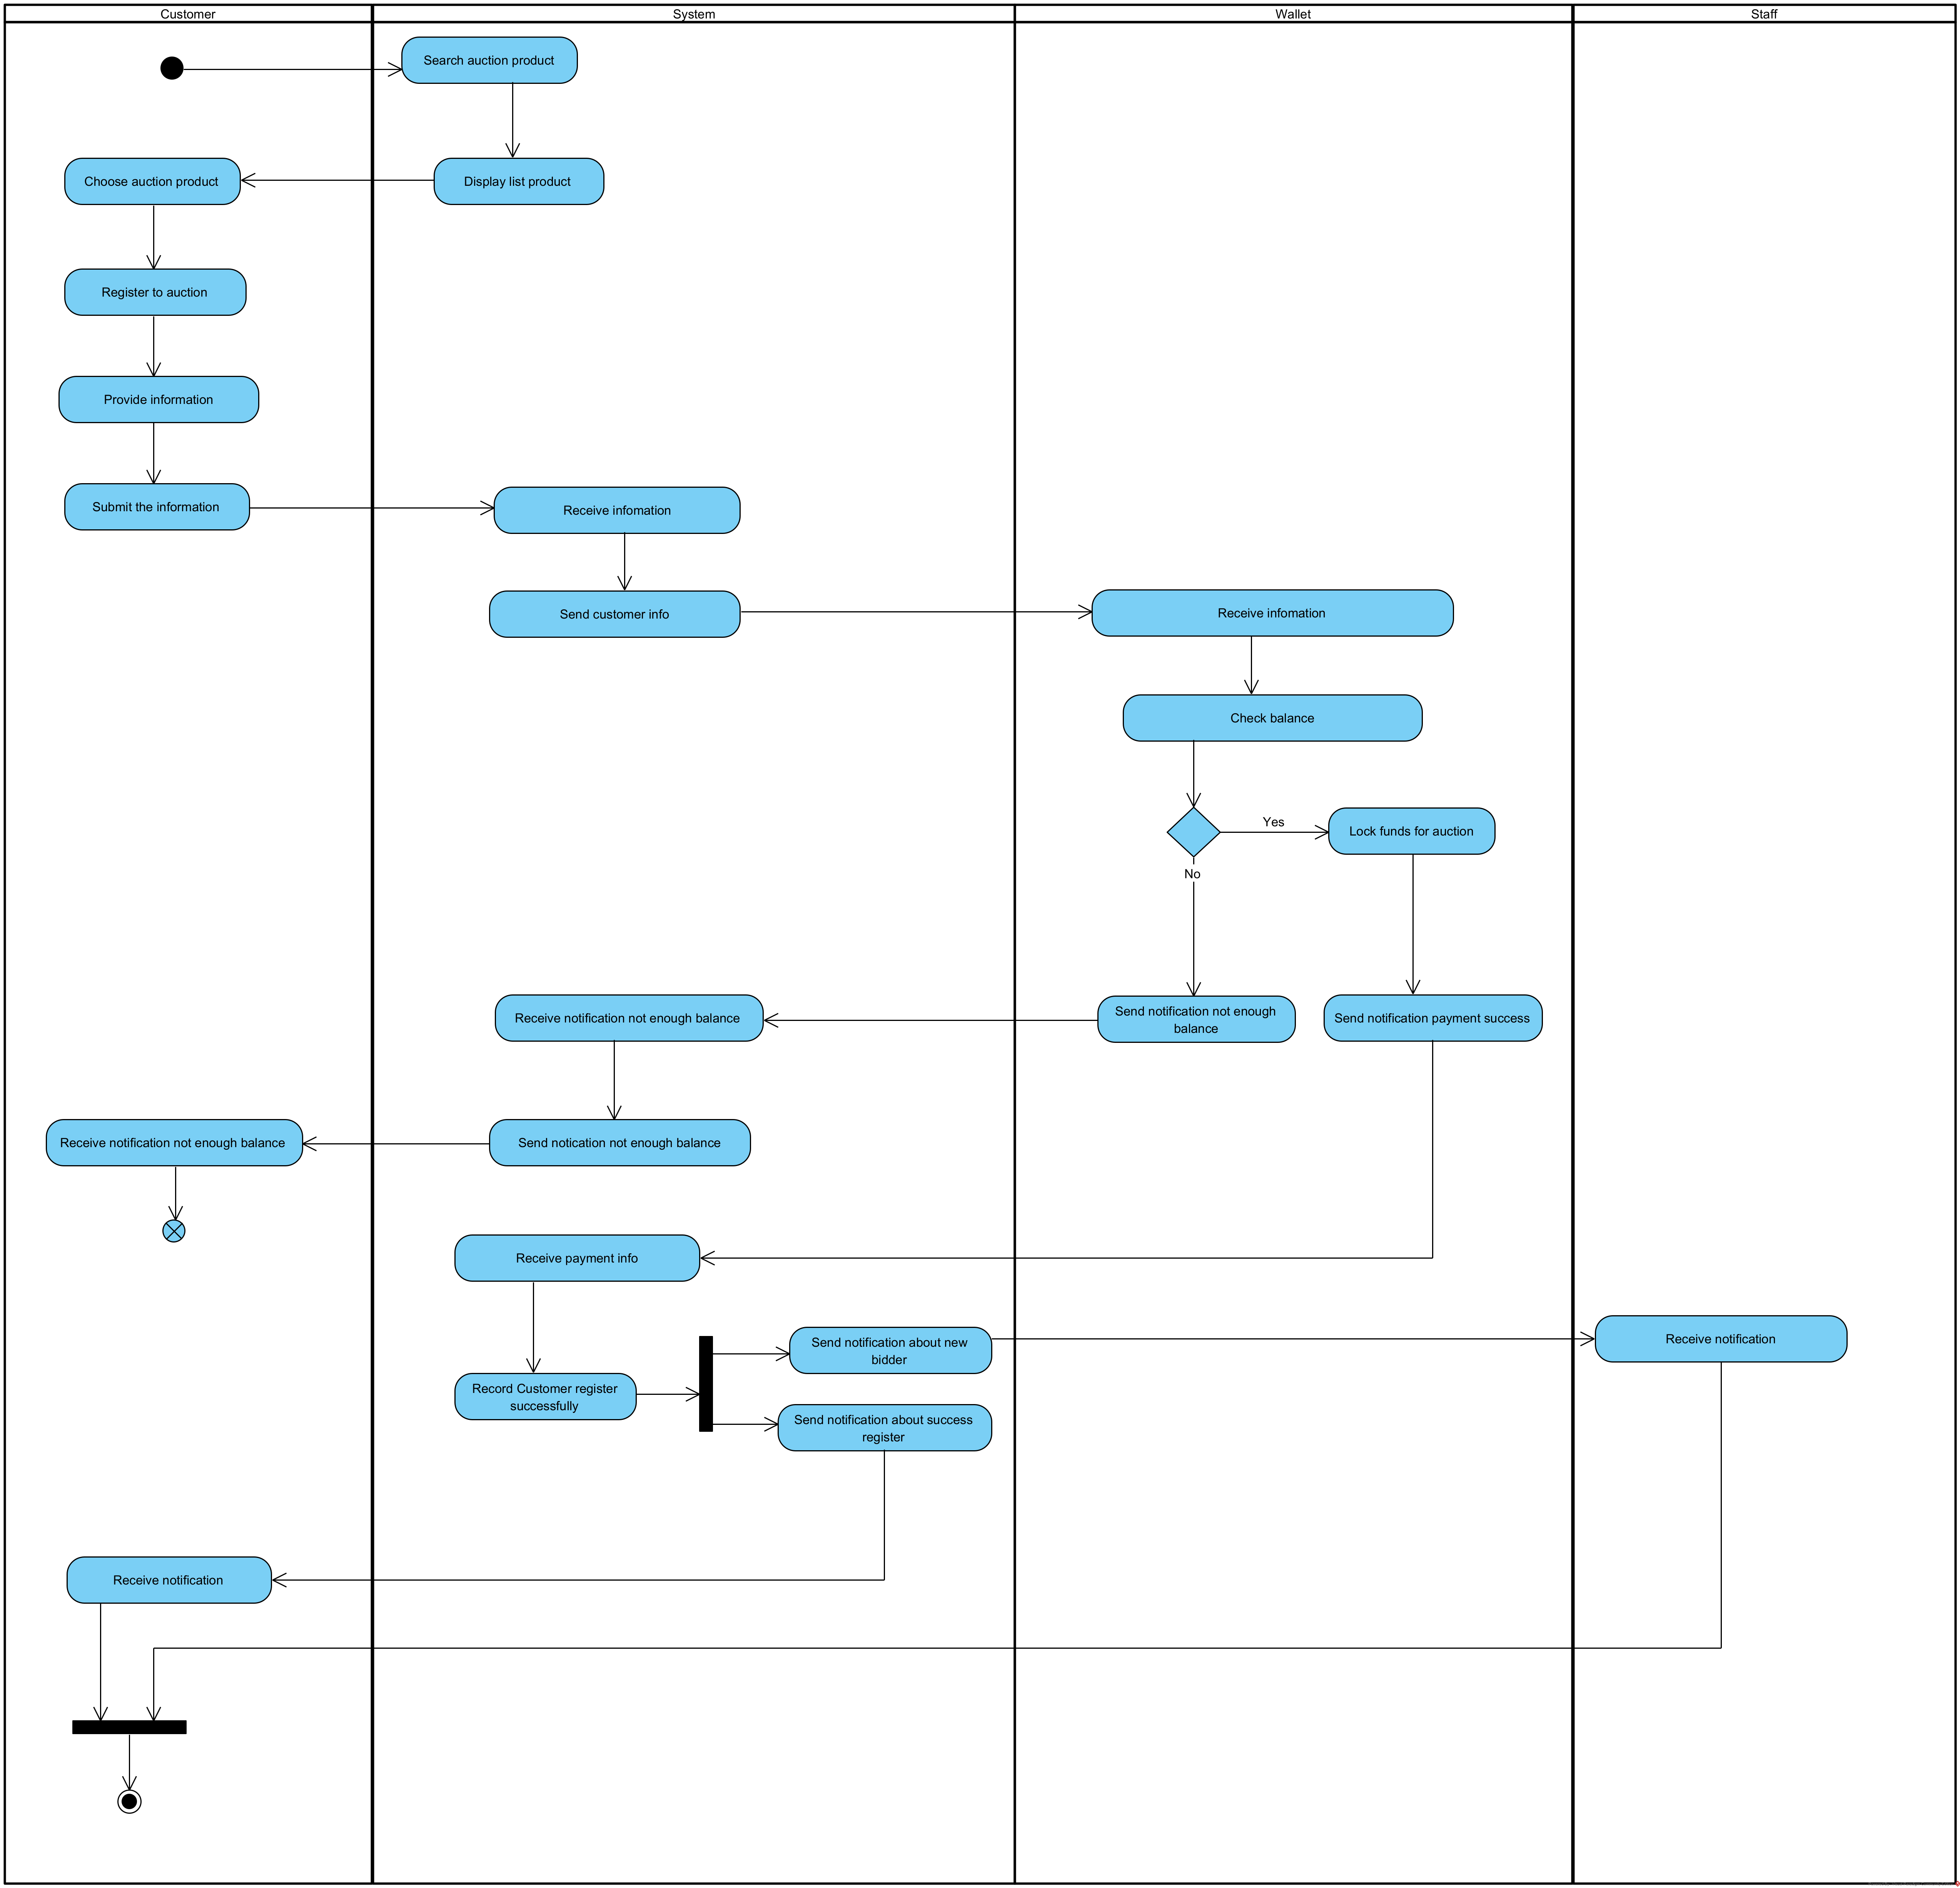 Customer
System
Wallet
Staff
Search auction product
Choose auction product
Display list product
Register to auction
Provide information
Submit the information
Receive infomation
Send customer info
Receive infomation
Check balance
Yes
Lock funds for auction
No
Receive notification not enough balance
Send notification not enough
balance
Send notification payment success
Receive notification not enough balance
Send notication not enough balance
Receive payment info
Send notification about new
bidder
Receive notification
Record Customer register
successfully
Send notification about success
register
Receive notification